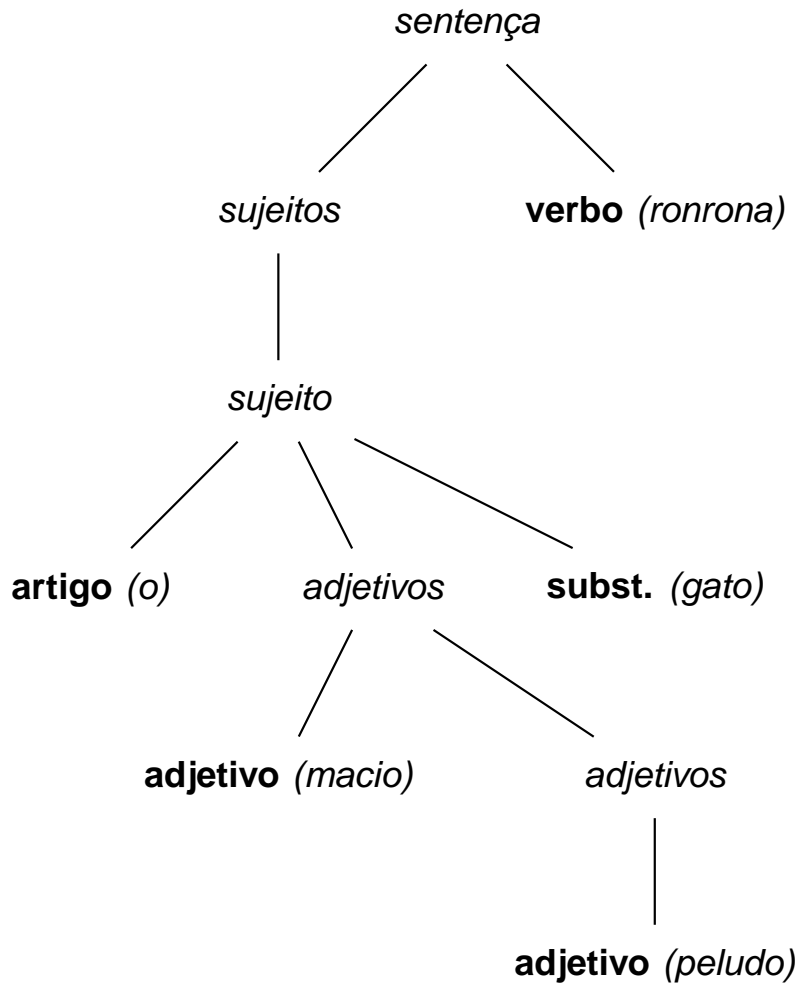 sentença
sujeitos
verbo (ronrona)
sujeito
artigo (o)
adjetivos
subst. (gato)
adjetivo (macio)
adjetivos
adjetivo (peludo)